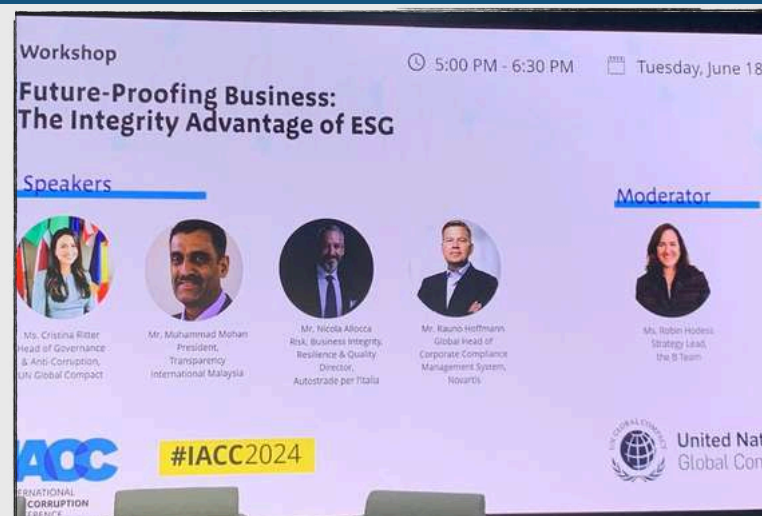 Workshop
5:00 PM - 6:30 PM
Tuesday, June 18
Future-Proofing Business:
The Integrity Advantage of ESG
Speakers
Moderator
Ms. Cristina Ritter
Head of Governance
& Anti-Corruption,
UN Global Compact
Mr. Muhammad Mohan
President,
Transparency
International Malaysia
Mr. Nicola Allocca
Risk, Business Integrity,
Resilience & Quality
Director,
Autostrade per l'Italia
Mr. Rauno Hoffmann
Global Head of
Corporate Compliance
Management System,
Novartis
Ms. Robin Hodess
Strategy Lead,
the B Team
IACC
#IACC2024
CORRUPTION
United Nat
Global Com